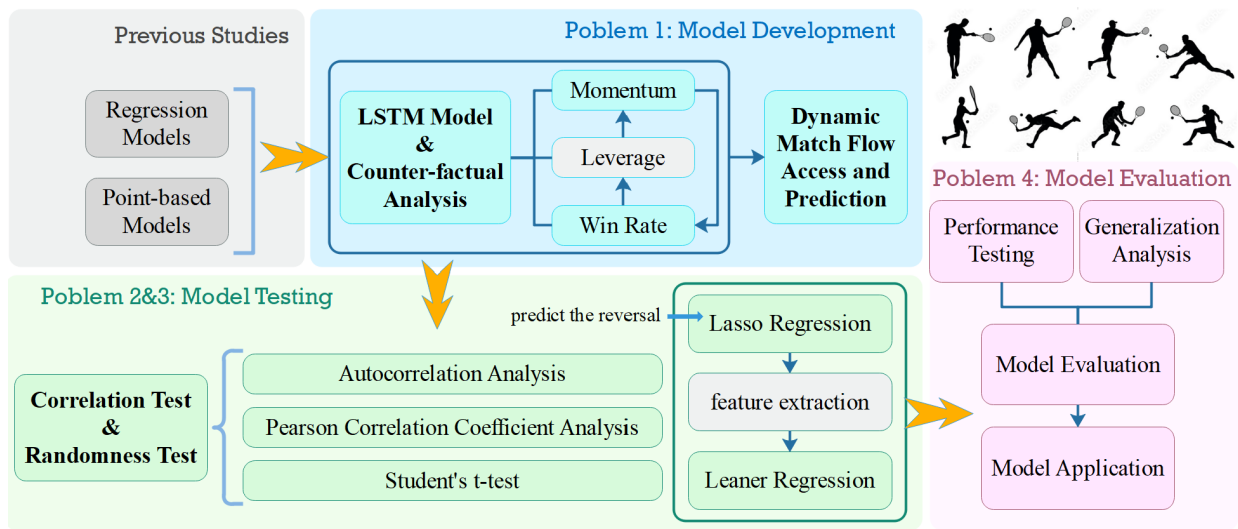 Previous Studies
Regression
Models
Point-based
Models
Poblem 1: Model Development
LSTM Model
&
Counter-factual
Analysis
Momentum
Leverage
Win Rate
Dynamic
Match Flow
Access and
Prediction
Poblem 2&3: Model Testing
Correlation Test
&
Randomness Test
Autocorrelation Analysis
Pearson Correlation Coefficient Analysis
Student's t-test
predict the reversal
Lasso Regression
feature extraction
Leaner Regression
Poblem 4: Model Evaluation
Performance
Testing
Generalization
Analysis
Model Evaluation
Model Application